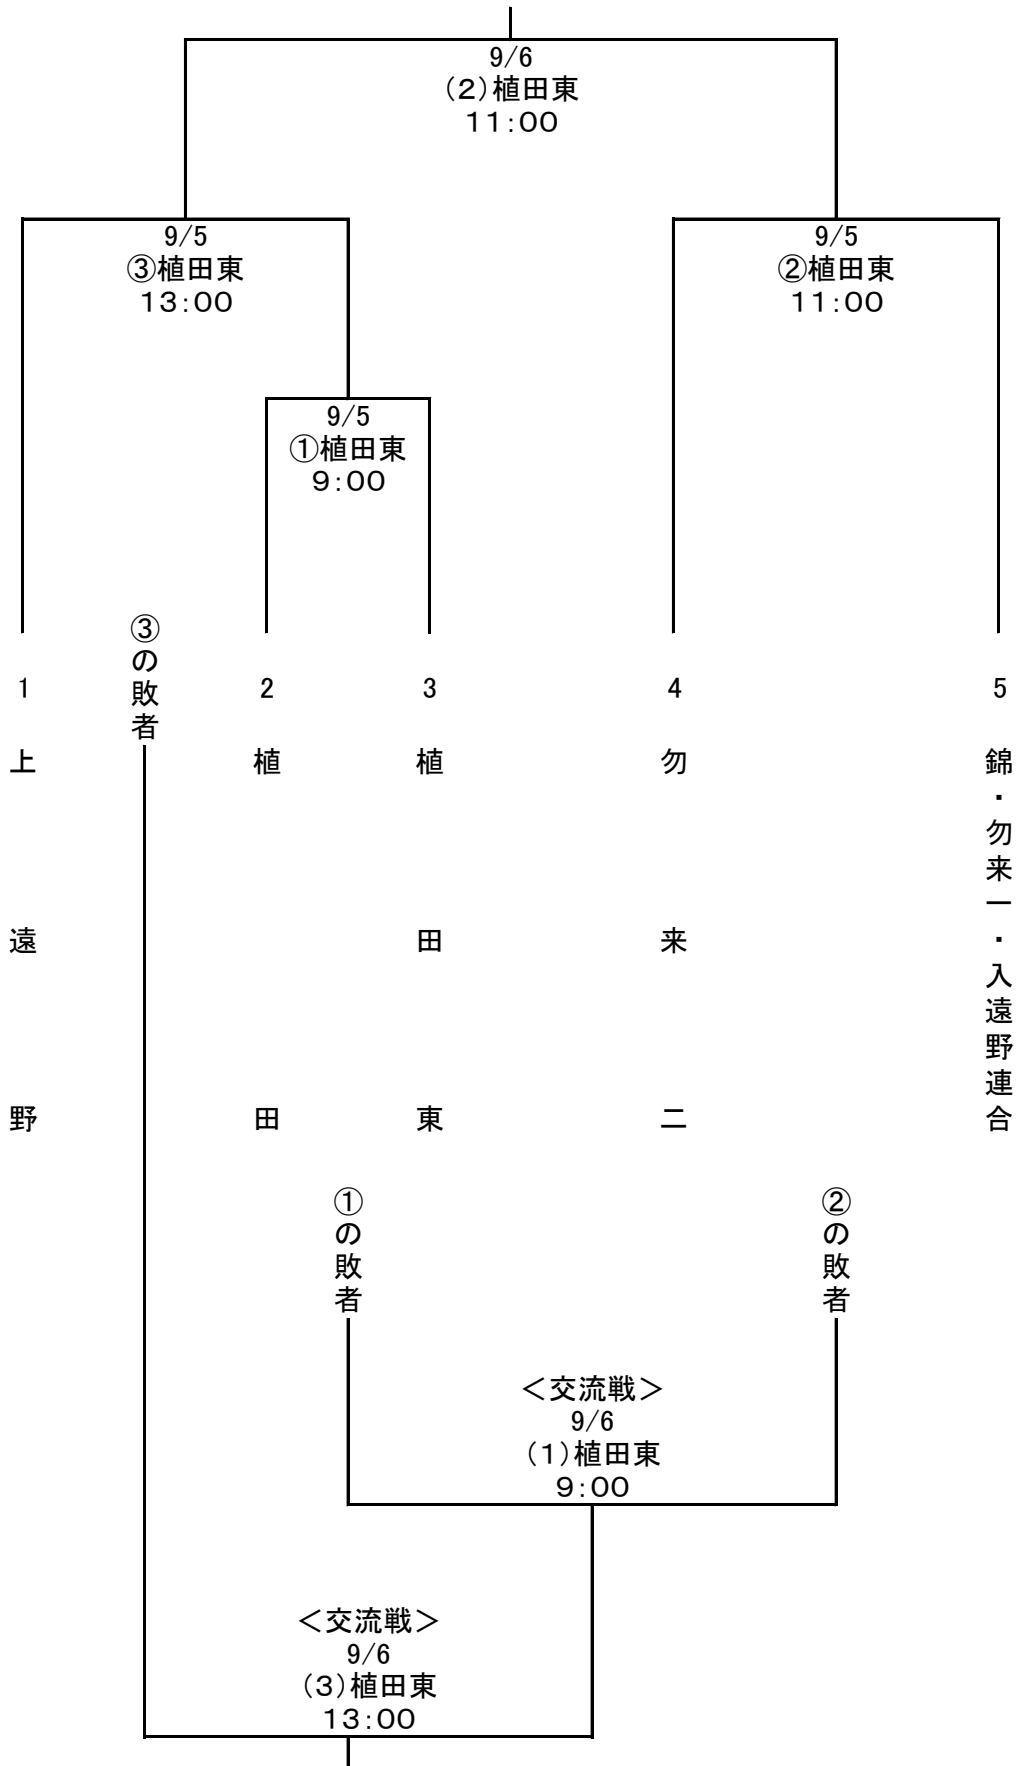 9/6
(2)植田東
11:00
9/5
③植田東
13:00
9/5
②植田東
11:00
9/5
①植田東
9:00
③の敗者
1
2
3
4
5
上遠野
植田
植田東
勿来二
錦・勿来一・入遠野連合
①の敗者
②の敗者
＜交流戦＞
9/6
(1)植田東
9:00
＜交流戦＞
9/6
(3)植田東
13:00